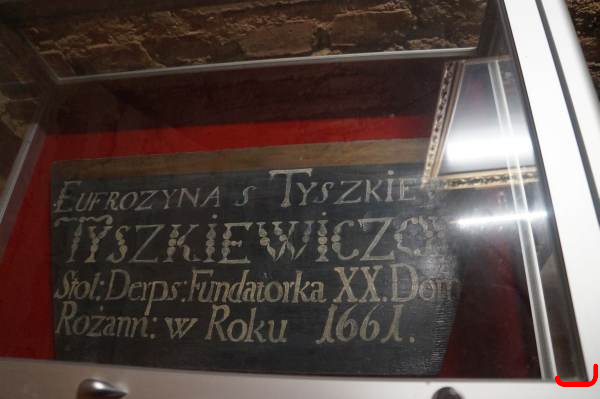 EUFROZYNA s TYSZKIE
TYSZKIEWICZO
Stol: Derps: Fundatorka XX. Dom
Rożann: w Roku 1661.